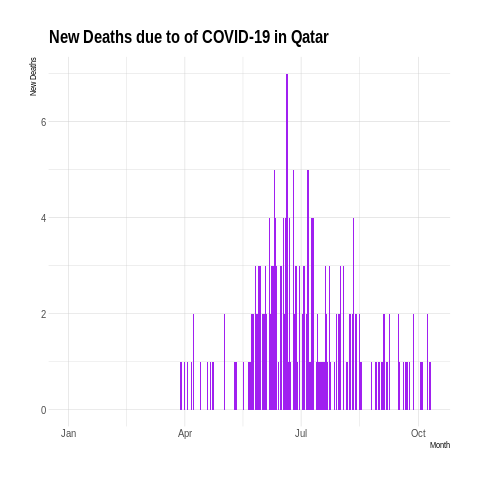 New Deaths due to of COVID-19 in Qatar
New Deaths
6
4
2
0
Jan Apr Jul Oct
Month